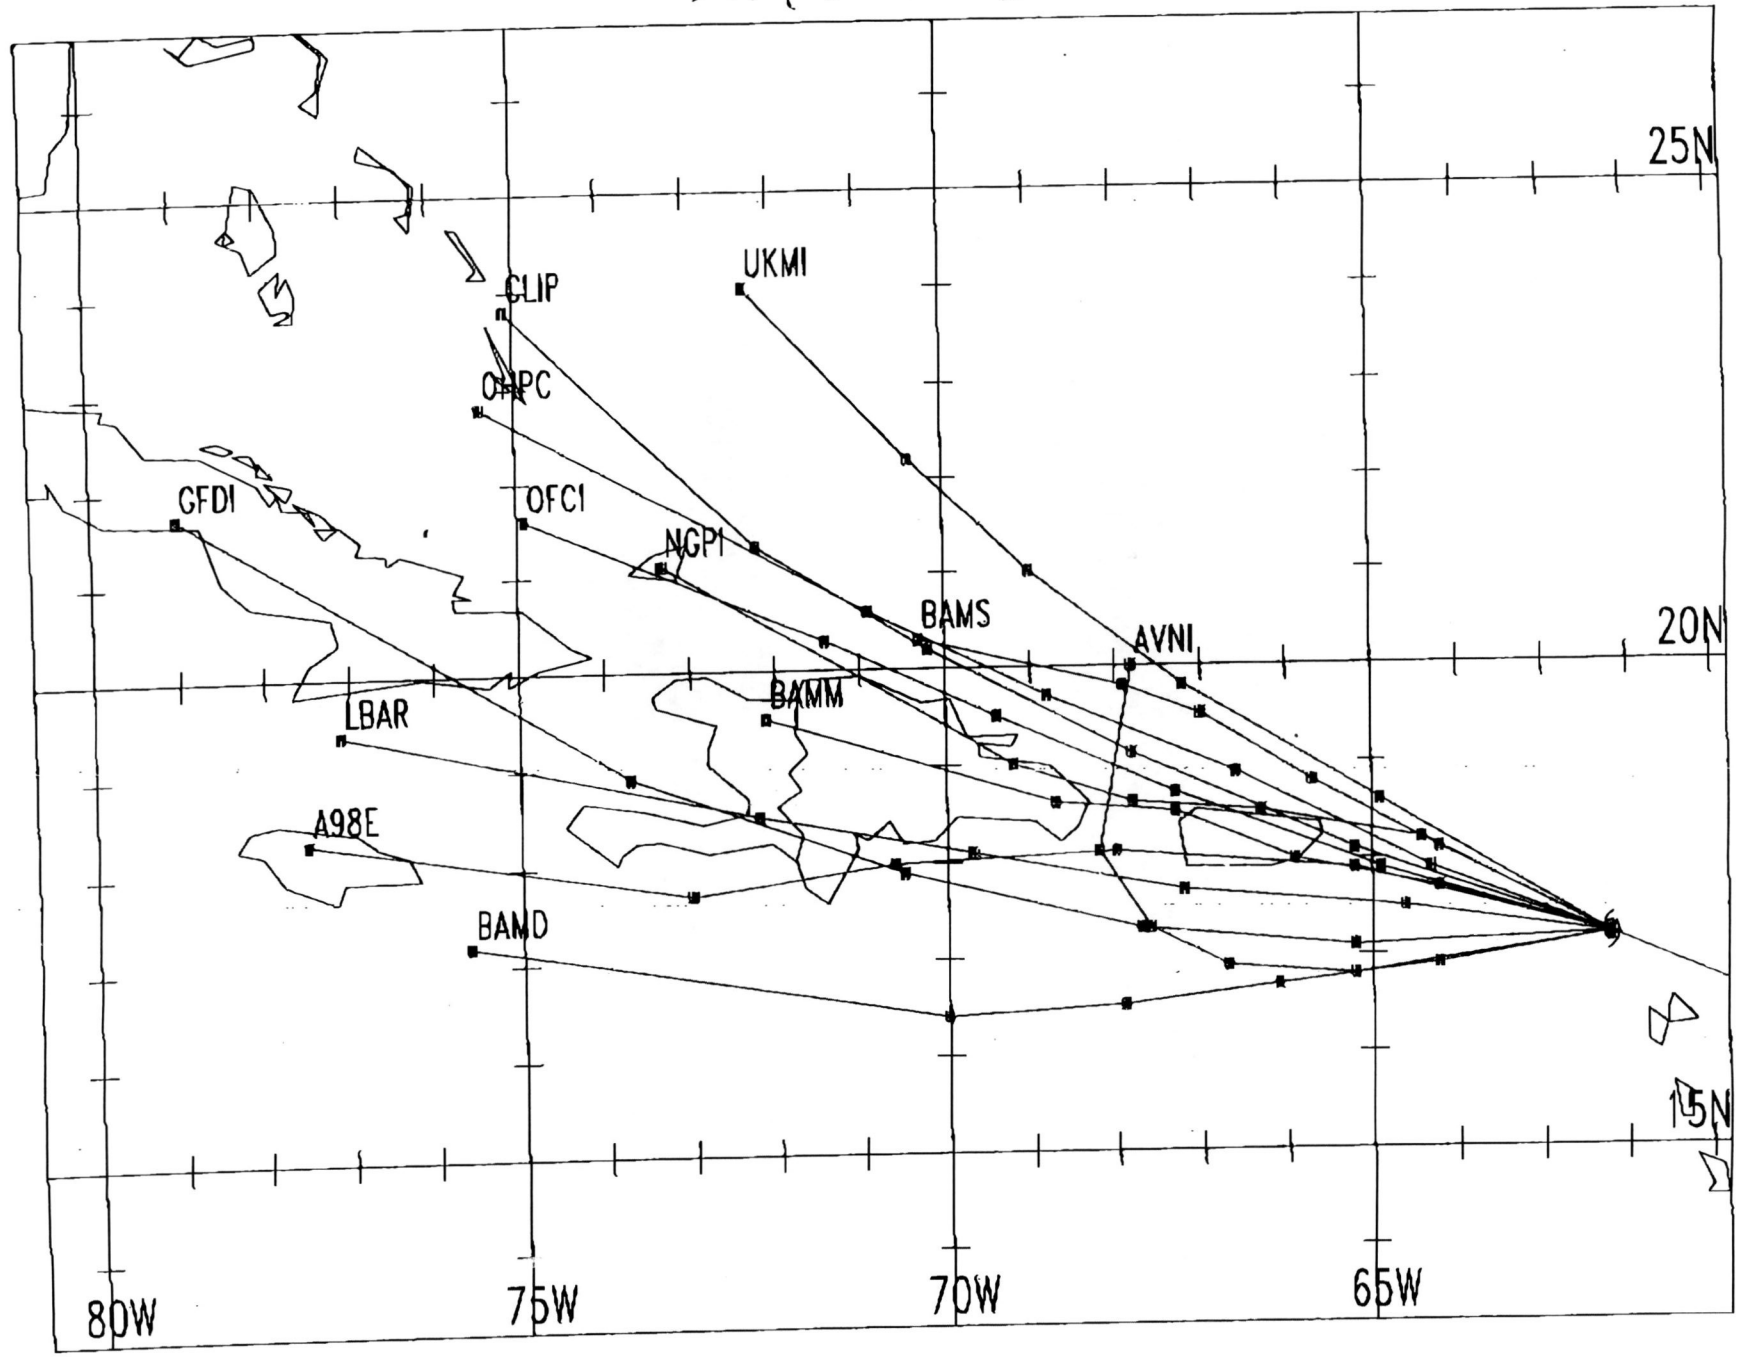 25N
UKMI
CLIP
OHPC
GFDI
OFCI
NGPI
BAMS
20N
AVNI
BAMM
LBAR
A98E
BAMD
15N
80W
75W
70W
65W